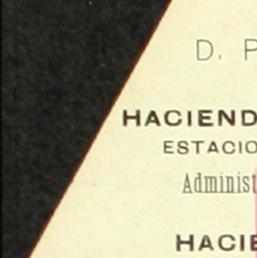 D. P
HACIEND
ESTACIO
Administ
HACIE